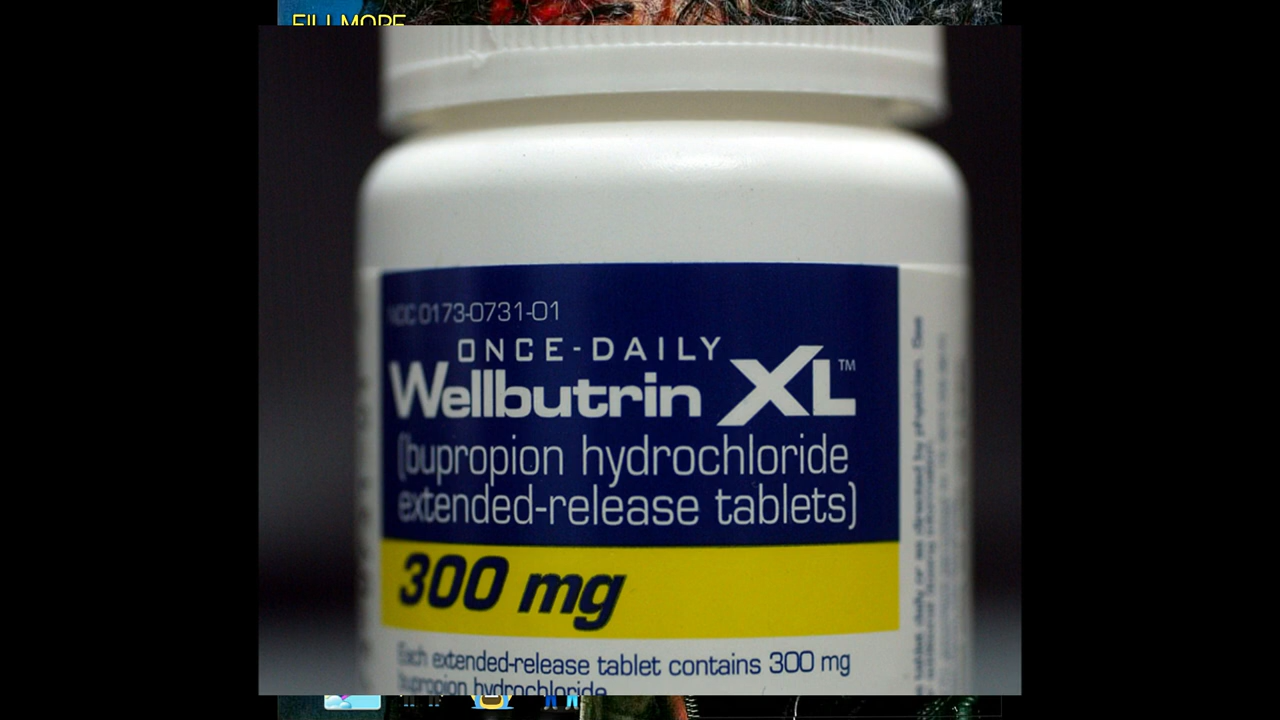 FILLMORE
NDC 0173-0731-01
ONCE-DAILY
Wellbutrin XL™
(bupropion hydrochloride
extended-release tablets)
300 mg
Each extended-release tablet contains 300 mg
bupropion hydrochloride.